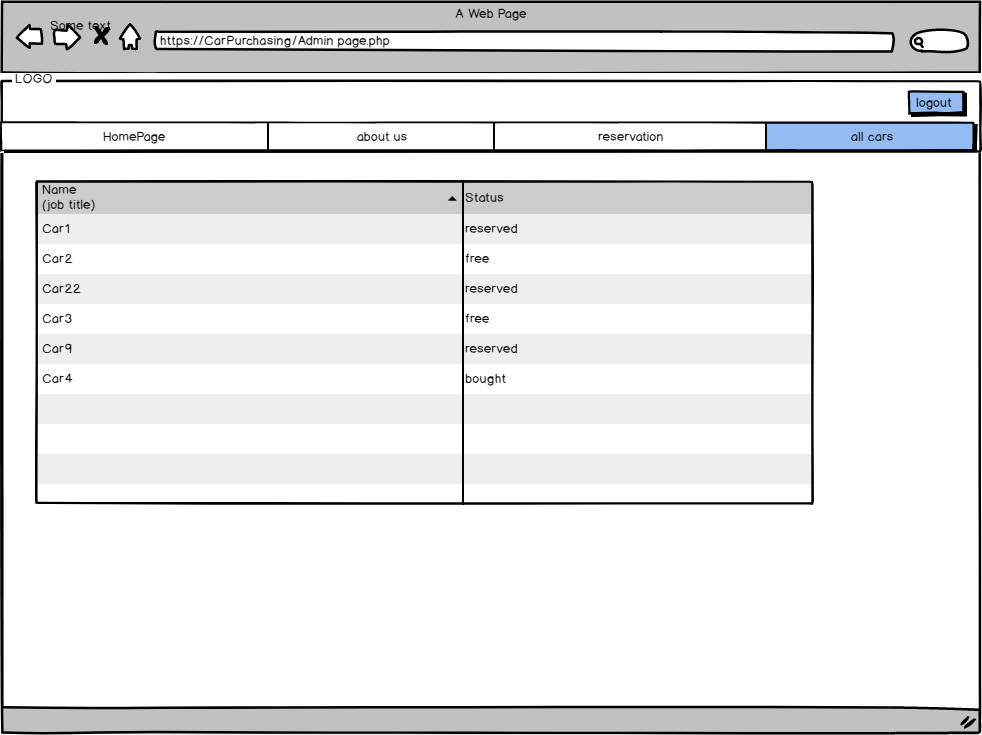 A Web Page
Some text
https://CarPurchasing/Admin page.php
LOGO
logout
HomePage about us reservation all cars
Name
(job title) Status
Car1 reserved
Car2 free
Car22 reserved
Car3 free
Car9 reserved
Car4 bought